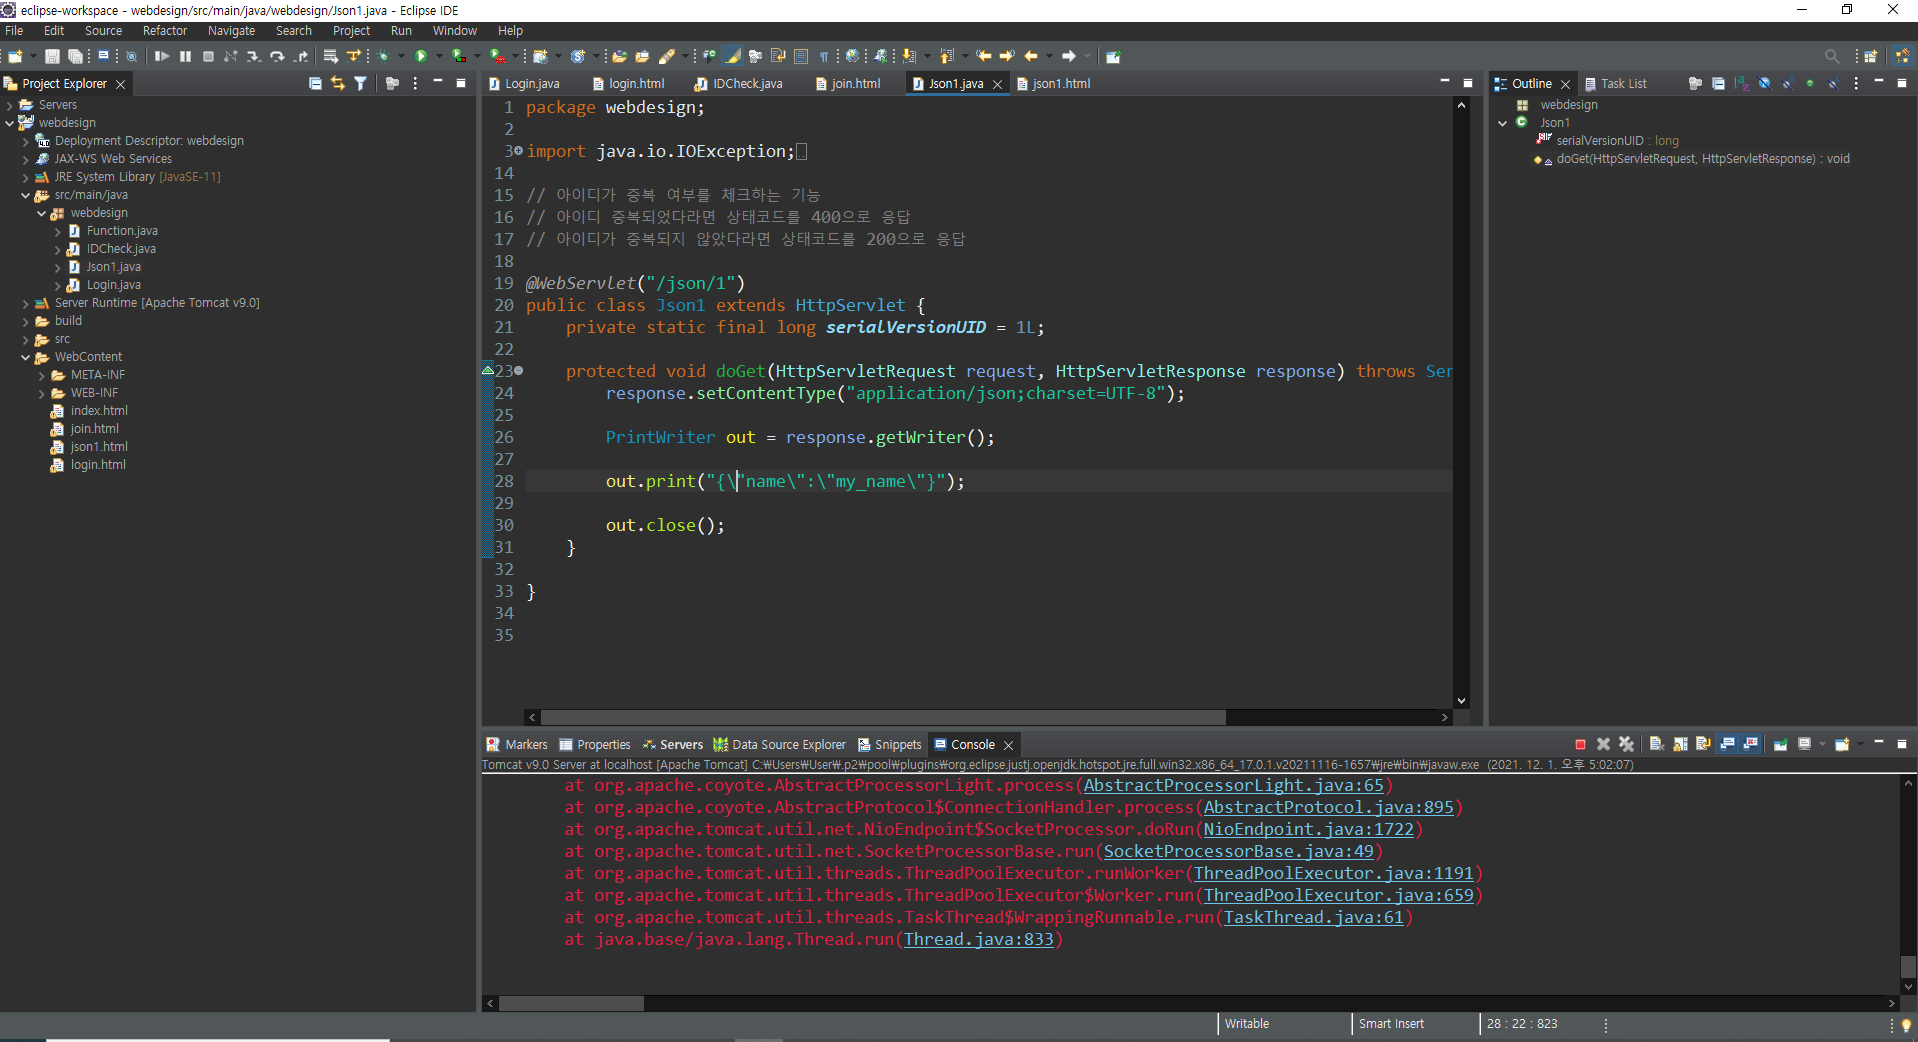 eclipse-workspace - webdesign/src/main/java/webdesign/Json1.java - Eclipse IDE
File Edit Source Refactor Navigate Search Project Run Window Help
Project Explorer
Servers
webdesign
Deployment Descriptor: webdesign
JAX-WS Web Services
JRE System Library [JavaSE-11]
src/main/java
webdesign
Function.java
IDCheck.java
Json1.java
Login.java
Server Runtime [Apache Tomcat v9.0]
build
src
WebContent
META-INF
WEB-INF
index.html
join.html
json1.html
login.html
Login.java login.html IDCheck.java join.html Json1.java json1.html
1 package webdesign;
2
3 import java.io.IOException;
14
15 // 아이디가 중복 여부를 체크하는 기능
16 // 아이디 중복되었다라면 상태코드를 400으로 응답
17 // 아이디가 중복되지 않았다라면 상태코드를 200으로 응답
18
19 @WebServlet("/json/1")
20 public class Json1 extends HttpServlet {
21     private static final long serialVersionUID = 1L;
22
23     protected void doGet(HttpServletRequest request, HttpServletResponse response) throws Ser
24         response.setContentType("application/json;charset=UTF-8");
25
26         PrintWriter out = response.getWriter();
27
28         out.print("{\"name\":\"my_name\"}");
29
30         out.close();
31     }
32
33 }
34
35
Outline Task List
webdesign
Json1
serialVersionUID : long
doGet(HttpServletRequest, HttpServletResponse) : void
Markers Properties Servers Data Source Explorer Snippets Console
Tomcat v9.0 Server at localhost [Apache Tomcat] C:₩Users₩User₩.p2₩pool₩plugins₩org.eclipse.justj.openjdk.hotspot.jre.full.win32.x86_64_17.0.1.v20211116-1657₩jre₩bin₩javaw.exe (2021. 12. 1. 오후 5:02:07)
at org.apache.coyote.AbstractProcessorLight.process(AbstractProcessorLight.java:65)
at org.apache.coyote.AbstractProtocol$ConnectionHandler.process(AbstractProtocol.java:895)
at org.apache.tomcat.util.net.NioEndpoint$SocketProcessor.doRun(NioEndpoint.java:1722)
at org.apache.tomcat.util.net.SocketProcessorBase.run(SocketProcessorBase.java:49)
at org.apache.tomcat.util.threads.ThreadPoolExecutor.runWorker(ThreadPoolExecutor.java:1191)
at org.apache.tomcat.util.threads.ThreadPoolExecutor$Worker.run(ThreadPoolExecutor.java:659)
at org.apache.tomcat.util.threads.TaskThread$WrappingRunnable.run(TaskThread.java:61)
at java.base/java.lang.Thread.run(Thread.java:833)
Writable Smart Insert 28 : 22 : 823